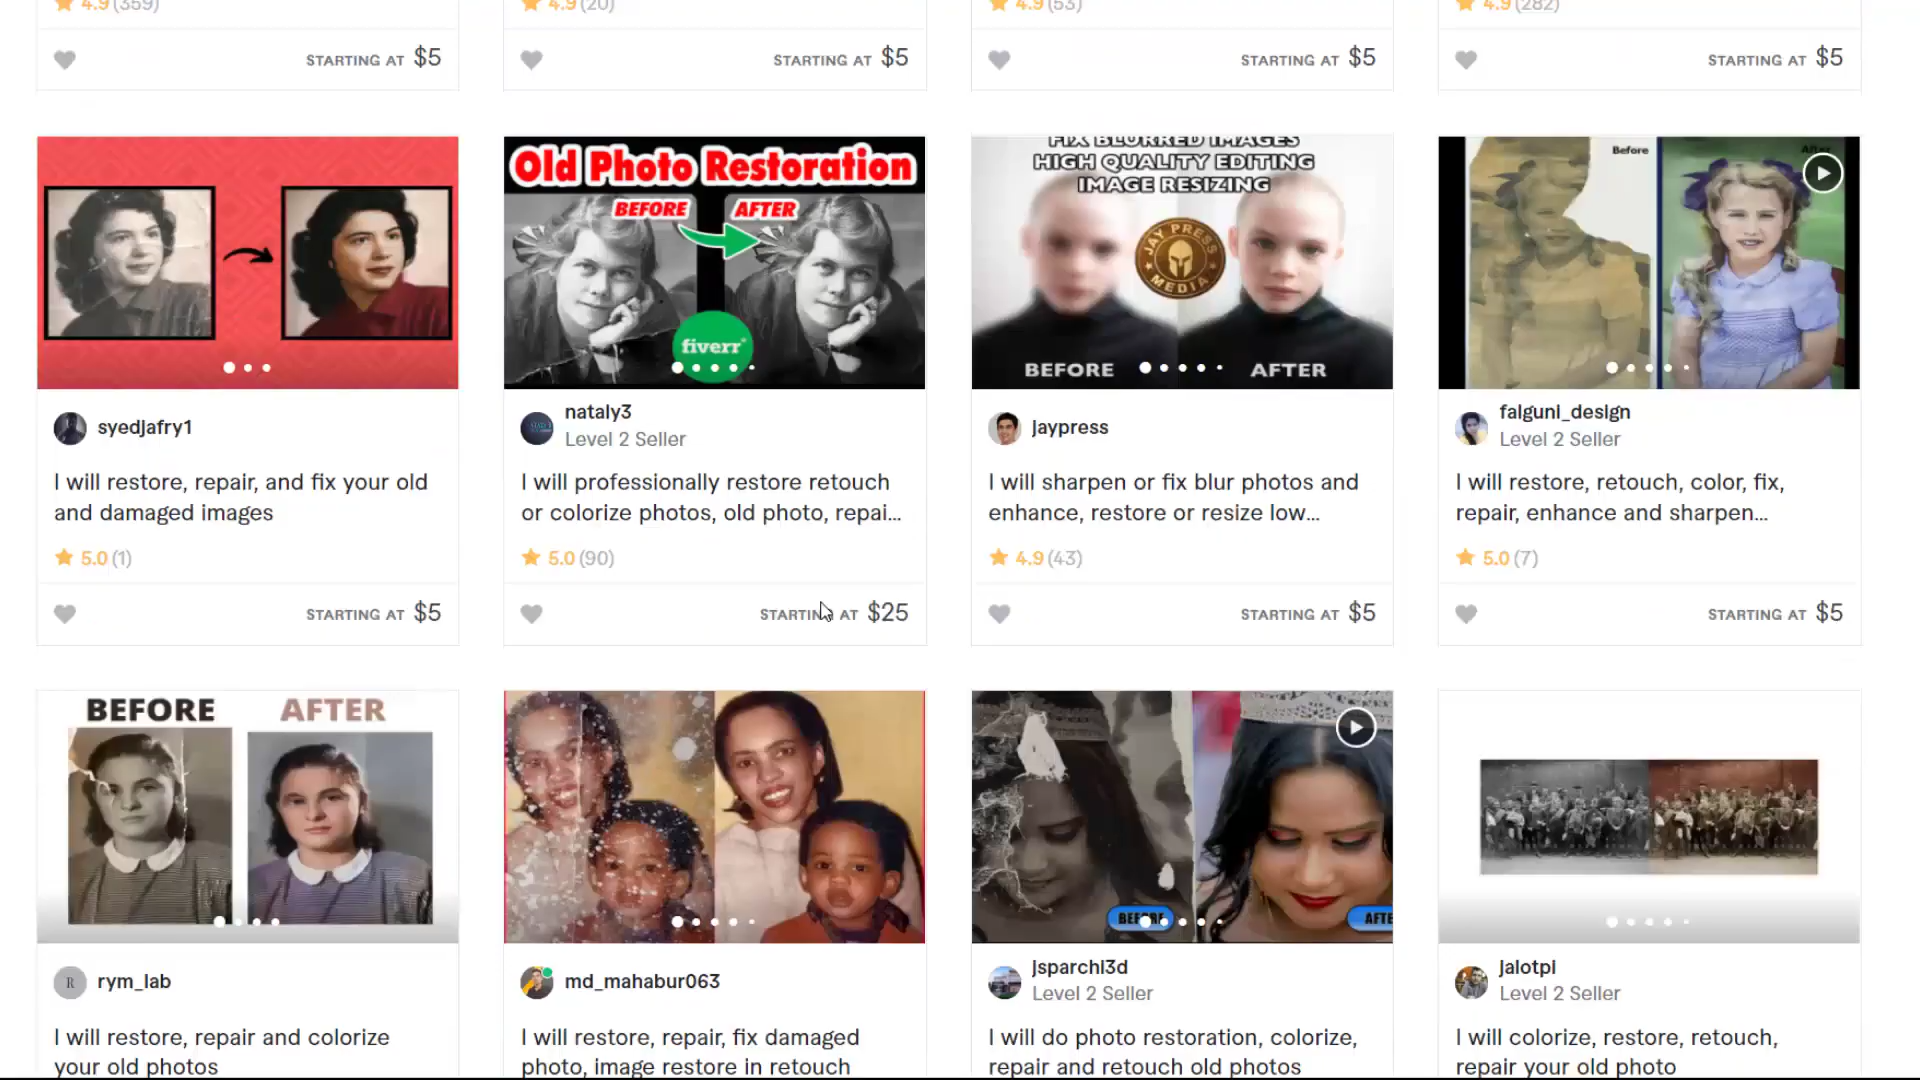 4.9 (359)
4.9 (20)
4.9 (53)
4.9 (282)
STARTING AT $5
STARTING AT $5
STARTING AT $5
STARTING AT $5
Old Photo Restoration
BEFORE
AFTER
fiverr
FIX BLURRED IMAGES
HIGH QUALITY EDITING
IMAGE RESIZING
JAY PRESS
MEDIA
BEFORE
AFTER
Before
After
syedjafry1
nataly3
Level 2 Seller
jaypress
falguni_design
Level 2 Seller
I will restore, repair, and fix your old
and damaged images
I will professionally restore retouch
or colorize photos, old photo, repai...
I will sharpen or fix blur photos and
enhance, restore or resize low...
I will restore, retouch, color, fix,
repair, enhance and sharpen...
5.0 (1)
5.0 (90)
4.9 (43)
5.0 (7)
STARTING AT $5
STARTING AT $25
STARTING AT $5
STARTING AT $5
BEFORE
AFTER
BEFORE
AFTE
R
rym_lab
md_mahabur063
jsparchi3d
Level 2 Seller
jalotpi
Level 2 Seller
I will restore, repair and colorize
your old photos
I will restore, repair, fix damaged
photo, image restore in retouch
I will do photo restoration, colorize,
repair and retouch old photos
I will colorize, restore, retouch,
repair your old photo